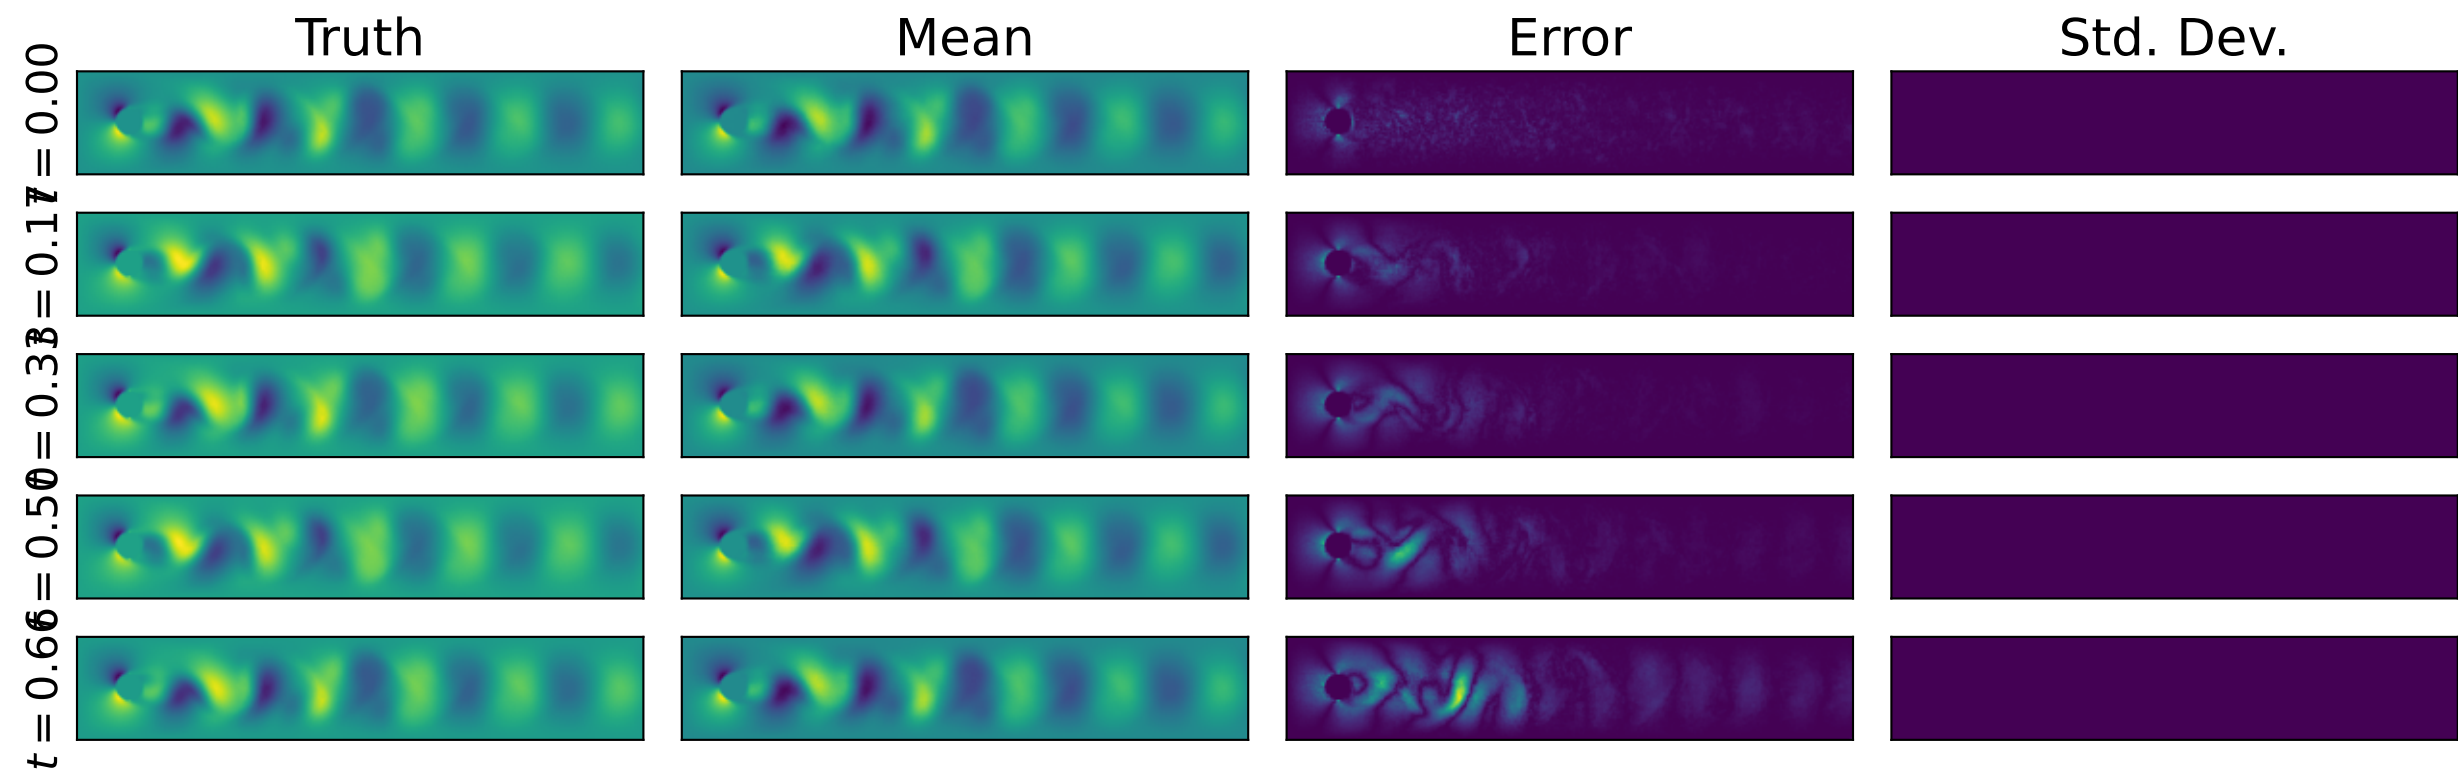 Truth Mean Error Std. Dev.
t = 0.00
t = 0.17
t = 0.33
t = 0.50
t = 0.66